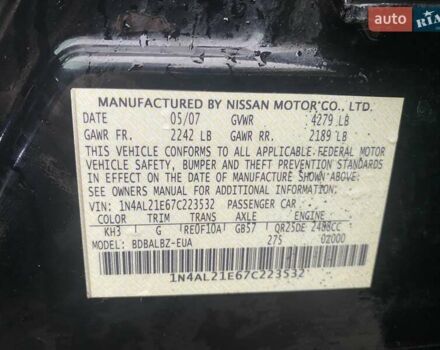 auto RIA
MANUFACTURED BY NISSAN MOTOR CO., LTD.
DATE 05/07 GVWR 4279 LB
GAWR FR. 2242 LB GAWR RR. 2189 LB
THIS VEHICLE CONFORMS TO ALL APPLICABLE FEDERAL MOTOR
VEHICLE SAFETY, BUMPER AND THEFT PREVENTION STANDARDS
IN EFFECT ON THE DATE OF MANUFACTURE SHOWN ABOVE.
SEE OWNERS MANUAL FOR ADDITIONAL INFORMATION.
VIN: 1N4AL21E67C223532 PASSENGER CAR
COLOR TRIM TRANS AXLE ENGINE
KH3 G RE0F10A GB57 QR25DE 2488CC
MODEL: BDBALBZ-EUA 275 02000
1N4AL21E67C223532